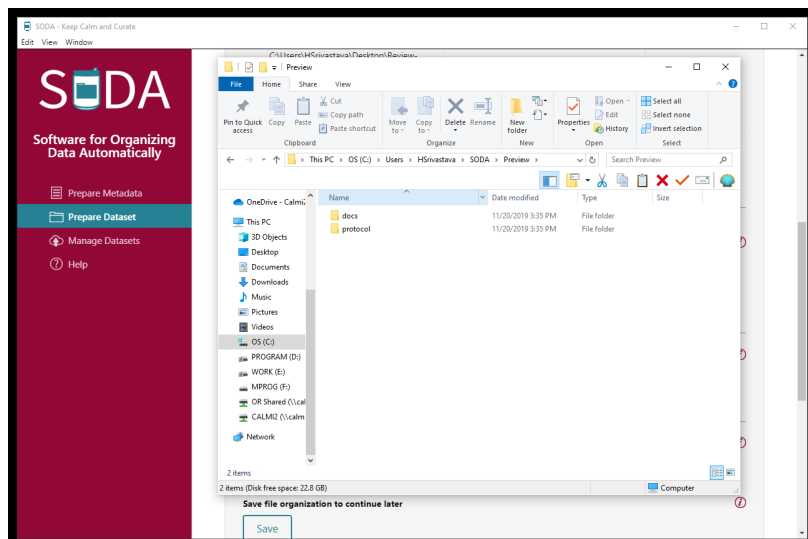 SODA - Keep Calm and Curate
Edit View Window
SODA
Software for Organizing
Data Automatically
Prepare Metadata
Prepare Dataset
Manage Datasets
Help
C:\Users\HSrivastava\Desktop\Review-
Preview
File Home Share View
Pin to Quick access
Copy
Paste
Cut
Copy path
Paste shortcut
Clipboard
Move to
Copy to
Delete
Rename
Organize
New folder
New
Properties
Open
Edit
History
Open
Select all
Select none
Invert selection
Select
This PC > OS (C:) > Users > HSrivastava > SODA > Preview >
Search Preview
Name Date modified Type Size
docs 11/20/2019 3:35 PM File folder
protocol 11/20/2019 3:35 PM File folder
OneDrive - Calmi2
This PC
3D Objects
Desktop
Documents
Downloads
Music
Pictures
Videos
OS (C:)
PROGRAM (D:)
WORK (E:)
MPROG (F:)
OR Shared (\\cal
CALMI2 (\\calm
Network
2 items
2 items (Disk free space: 22.8 GB)
Computer
Save file organization to continue later
Save